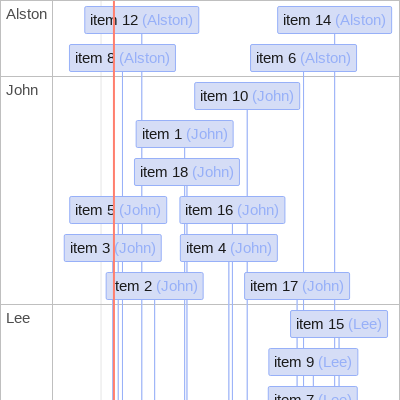 Alston
item 12 (Alston)
item 14 (Alston)
item 8 (Alston)
item 6 (Alston)
John
item 10 (John)
item 1 (John)
item 18 (John)
item 5 (John)
item 16 (John)
item 3 (John)
item 4 (John)
item 2 (John)
item 17 (John)
Lee
item 15 (Lee)
item 9 (Lee)
item 7 (Lee)